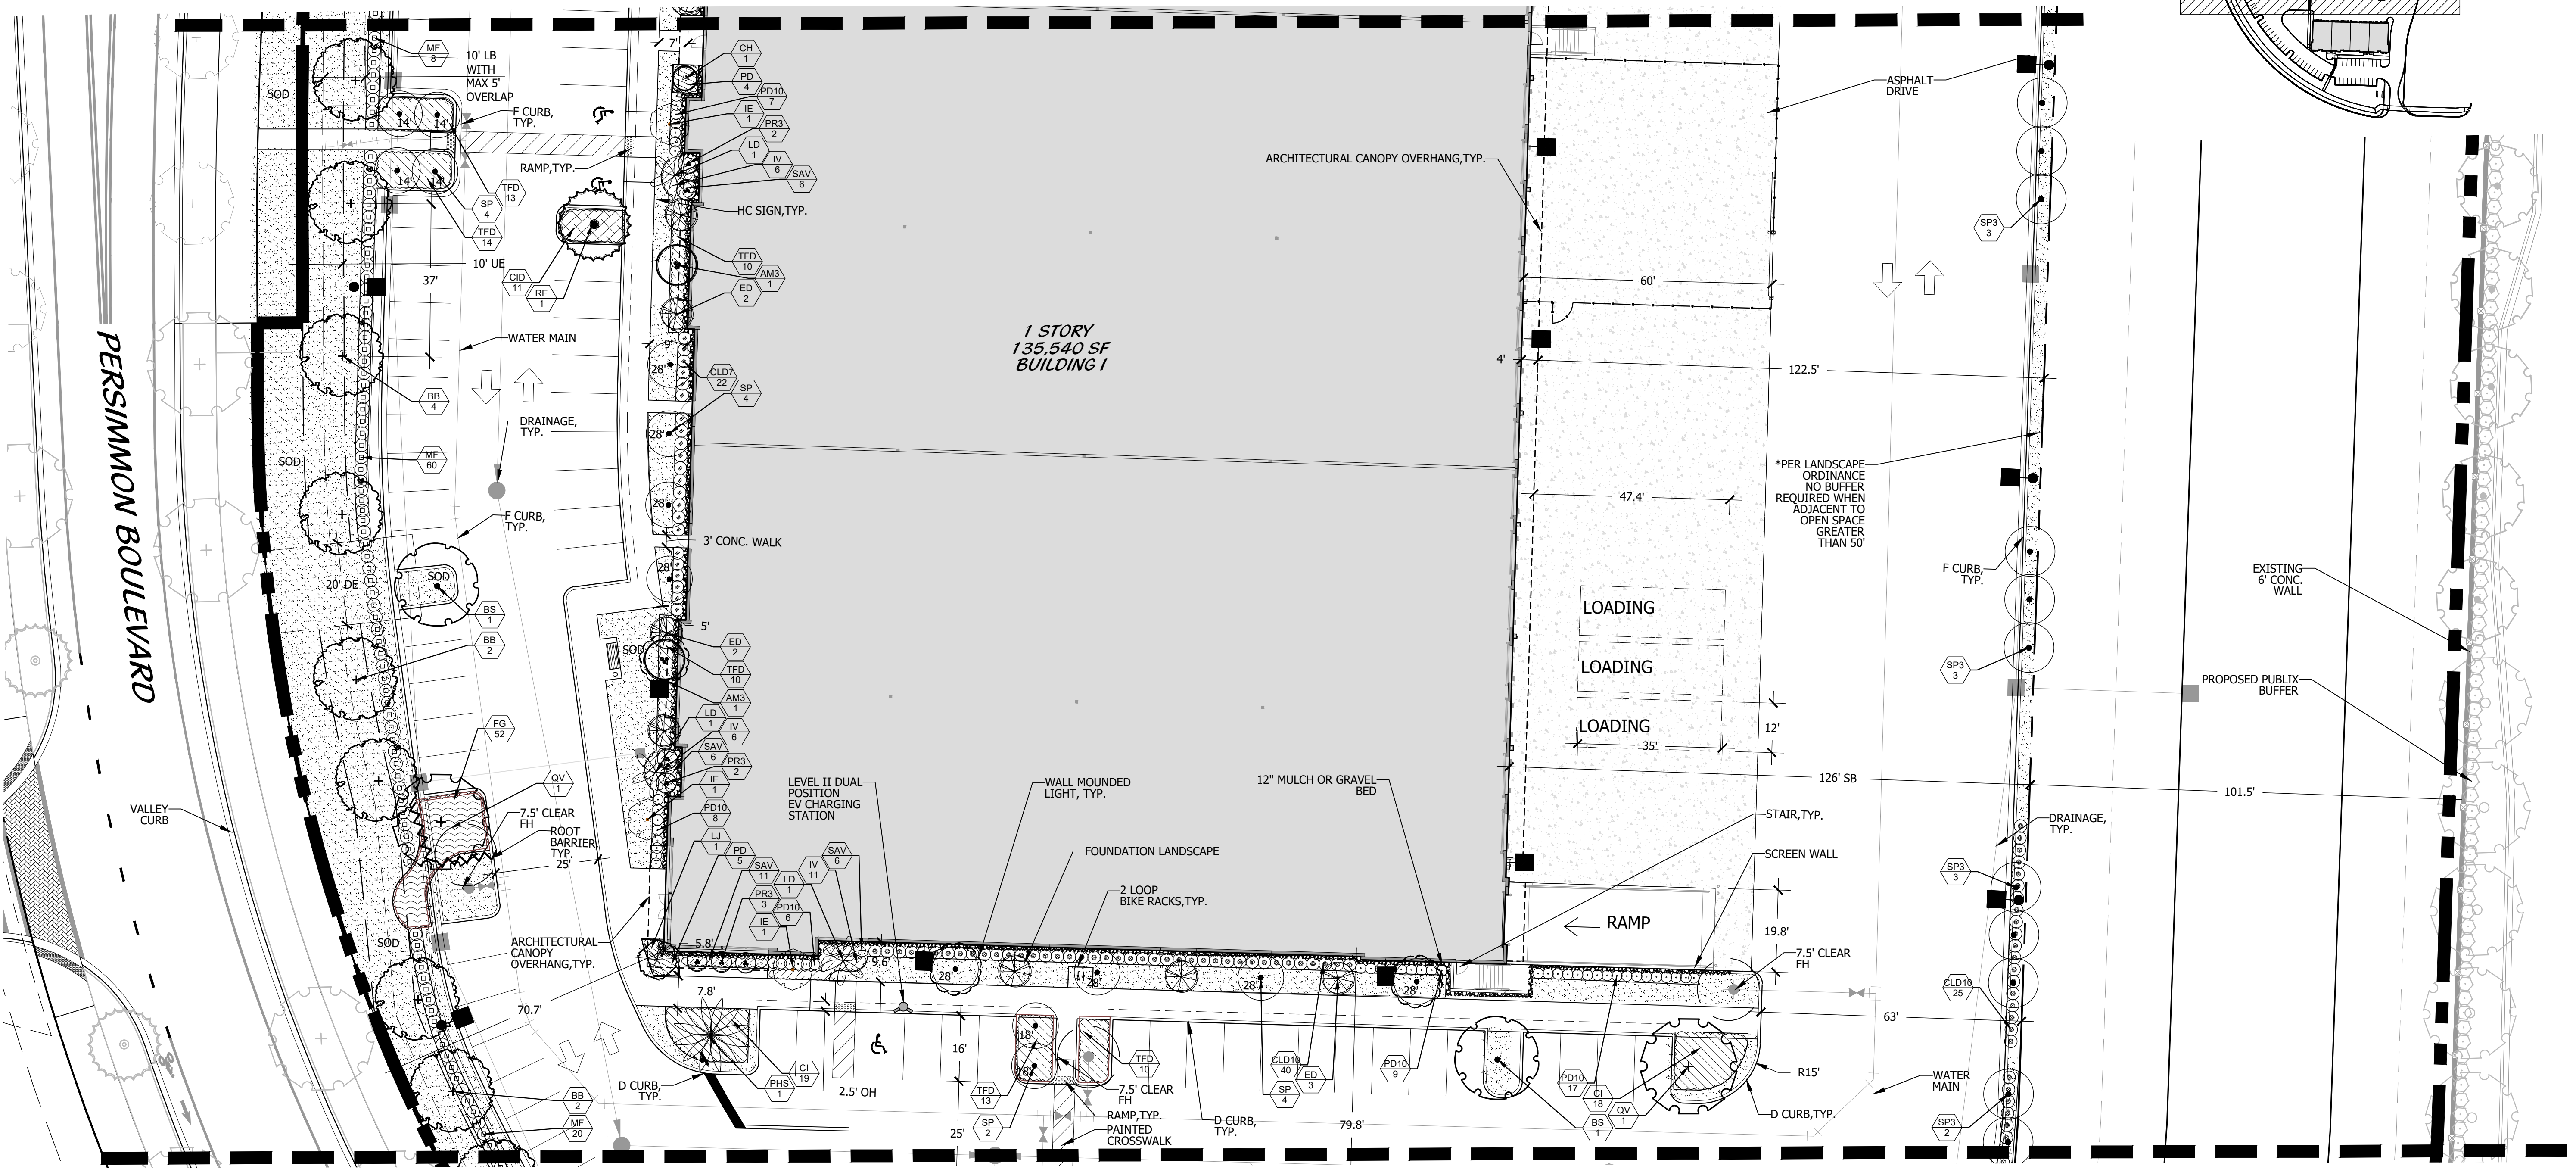 MF
8
10' LB
WITH
MAX 5'
OVERLAP
SOD
F CURB,
TYP.
14'
14'
14'
14'
RAMP,TYP.
TFD
13
SP
4
TFD
14
10' UE
37'
CID
11
RE
1
WATER MAIN
BB
4
DRAINAGE,
TYP.
MF
60
SOD
F CURB,
TYP.
20' DE
SOD
BS
1
BB
2
PERSIMMON BOULEVARD
FG
52
QV
1
7.5' CLEAR
FH
ROOT
BARRIER,
TYP.
25'
VALLEY
CURB
SOD
ARCHITECTURAL
CANOPY
OVERHANG,TYP.
70.7'
BB
2
MF
20
7'
CH
1
PD
4
PD10
7
IE
1
PR3
2
LD
1
IV
6
SAV
6
HC SIGN,TYP.
TFD
10
AM3
1
ED
2
9'
28'
CLD7
22
SP
4
28'
28'
3' CONC. WALK
28'
5'
SOD
ED
2
TFD
10
AM3
1
LD
1
IV
6
SAV
6
PR3
2
IE
1
PD10
8
LJ
1
PD
5
SAV
11
PR3
3
IE
1
PD10
6
LD
1
IV
11
SAV
6
1 STORY
135,540 SF
BUILDING I
LEVEL II DUAL
POSITION
EV CHARGING
STATION
WALL MOUNDED
LIGHT, TYP.
12" MULCH OR GRAVEL
BED
FOUNDATION LANDSCAPE
2 LOOP
BIKE RACKS,TYP.
5.8'
9.6'
7.8'
28'
28'
28'
28'
D CURB,
TYP.
PHS
1
CI
19
2.5' OH
16'
25'
18'
18'
TFD
13
SP
2
TFD
10
7.5' CLEAR
FH
RAMP,TYP.
PAINTED
CROSSWALK
D CURB,
TYP.
CLD10
40
SP
4
ED
3
79.8'
PD10
9
BS
1
PD10
17
CI
18
QV
1
ARCHITECTURAL CANOPY OVERHANG,TYP.
ASPHALT
DRIVE
60'
4'
122.5'
47.4'
*PER LANDSCAPE
ORDINANCE
NO BUFFER
REQUIRED WHEN
ADJACENT TO
OPEN SPACE
GREATER
THAN 50'
LOADING
LOADING
LOADING
35'
12'
126' SB
STAIR,TYP.
SCREEN WALL
RAMP
19.8'
7.5' CLEAR
FH
63'
R15'
D CURB,TYP.
WATER
MAIN
SP3
3
F CURB,
TYP.
SP3
3
DRAINAGE,
TYP.
SP3
3
CLD10
25
SP3
2
101.5'
EXISTING
6' CONC.
WALL
PROPOSED PUBLIX
BUFFER